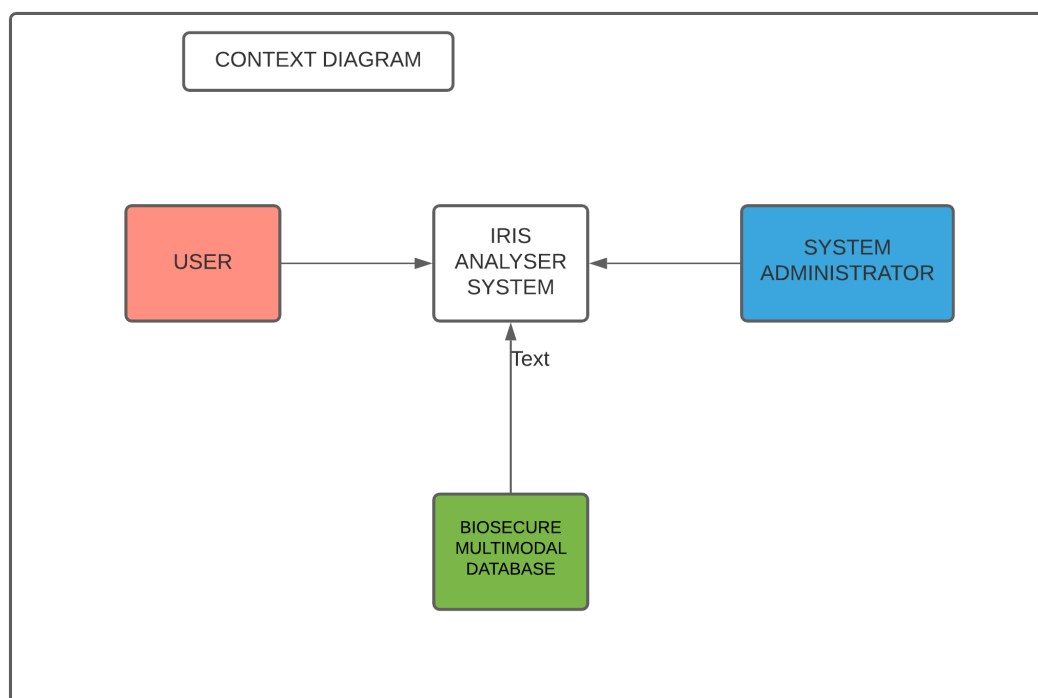 CONTEXT DIAGRAM
USER
IRIS
ANALYSER
SYSTEM
SYSTEM
ADMINISTRATOR
Text
BIOSECURE
MULTIMODAL
DATABASE